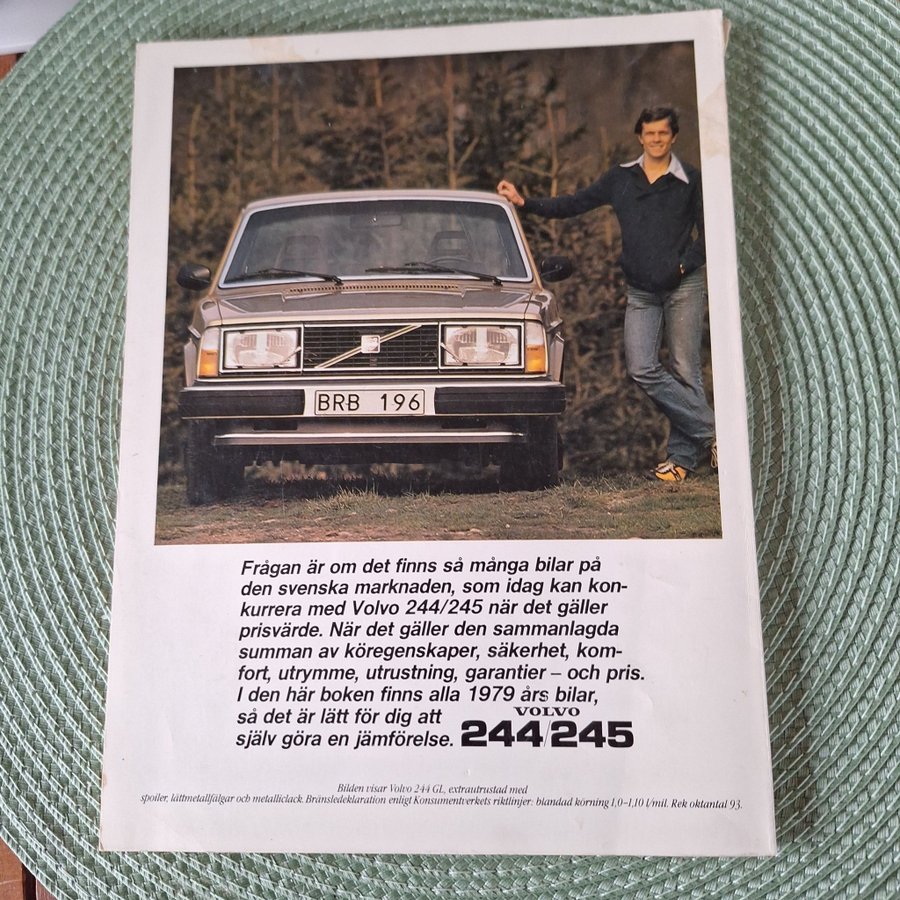 BRB 196
Frågan är om det finns så många bilar på
den svenska marknaden, som idag kan kon-
kurrera med Volvo 244/245 när det gäller
prisvärde. När det gäller den sammanlagda
summan av köregenskaper, säkerhet, kom-
fort, utrymme, utrustning, garantier – och pris.
I den här boken finns alla 1979 års bilar,
så det är lätt för dig att
själv göra en jämförelse.
VOLVO
244/245
Bilden visar Volvo 244 GL, extrautrustad med
spoiler, lättmetallfälgar och metalliclack. Bränsledeklaration enligt Konsumentverkets riktlinjer: blandad körning 1,0–1,10 l/mil. Rek oktantal 93.